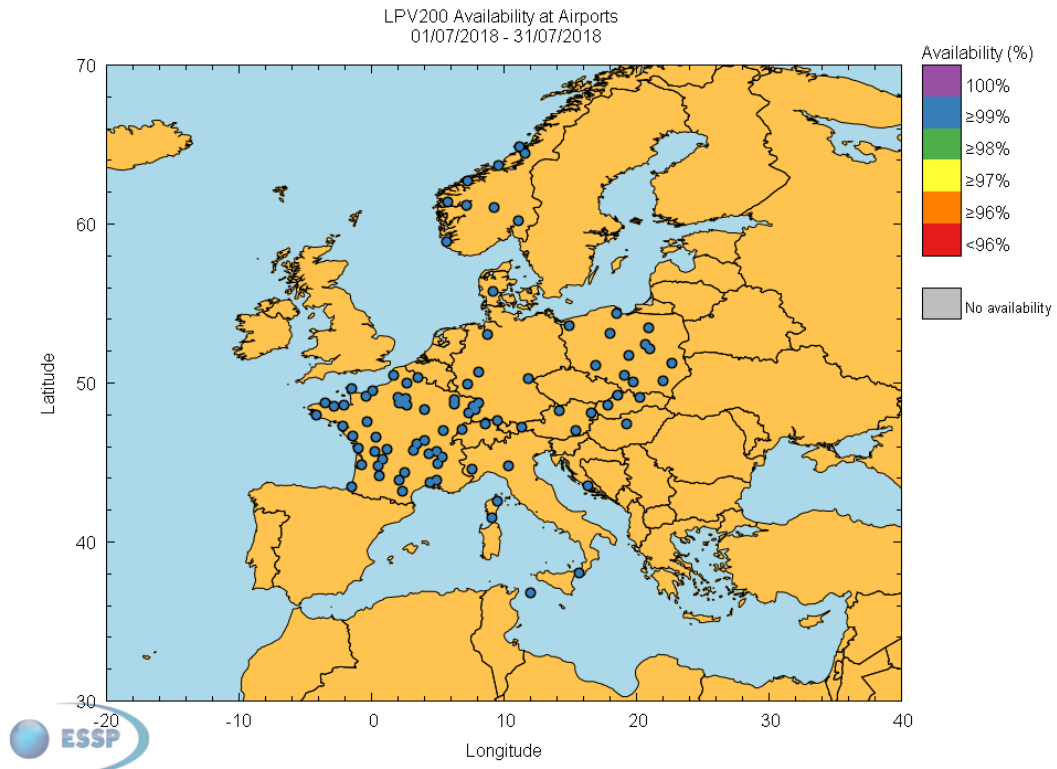 LPV200 Availability at Airports
01/07/2018 - 31/07/2018
Availability (%)
100%
≥99%
≥98%
≥97%
≥96%
<96%
No availability
70
60
50
40
30
Latitude
-20
-10
0
10
20
30
40
Longitude
ESSP